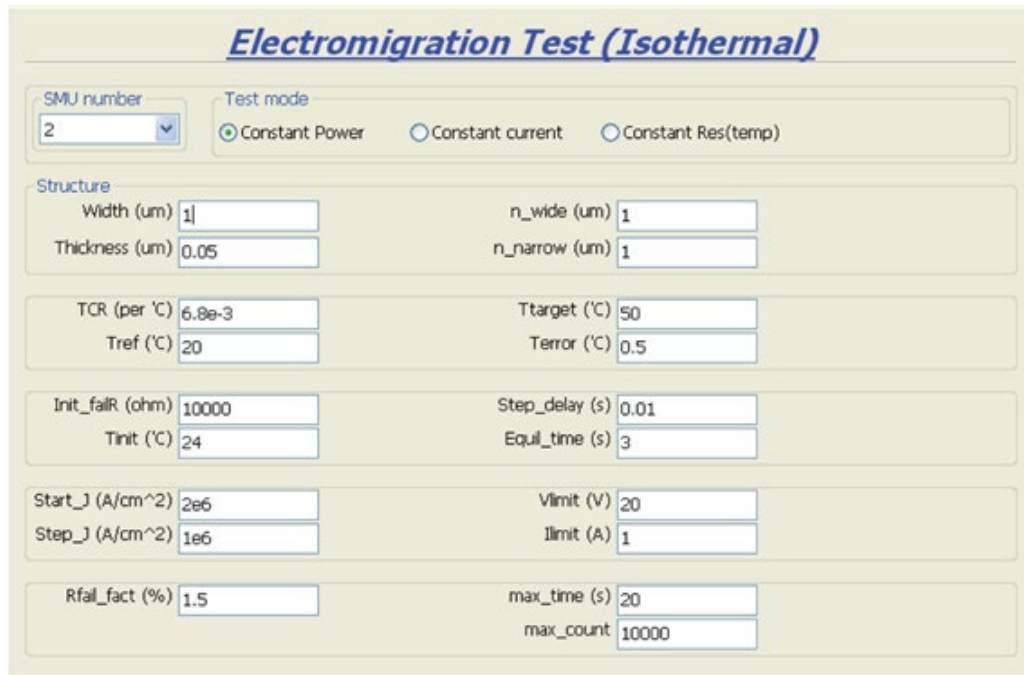 Electromigration Test (Isothermal)
SMU number
2
Test mode
Constant Power Constant current Constant Res(temp)
Structure
Width (um) 1 n_wide (um) 1
Thickness (um) 0.05 n_narrow (um) 1
TCR (per 'C) 6.8e-3 Ttarget ('C) 50
Tref ('C) 20 Terror ('C) 0.5
Init_failR (ohm) 10000 Step_delay (s) 0.01
Tinit ('C) 24 Equil_time (s) 3
Start_J (A/cm^2) 2e6 Vlimit (V) 20
Step_J (A/cm^2) 1e6 Ilimit (A) 1
Rfail_fact (%) 1.5 max_time (s) 20
max_count 10000